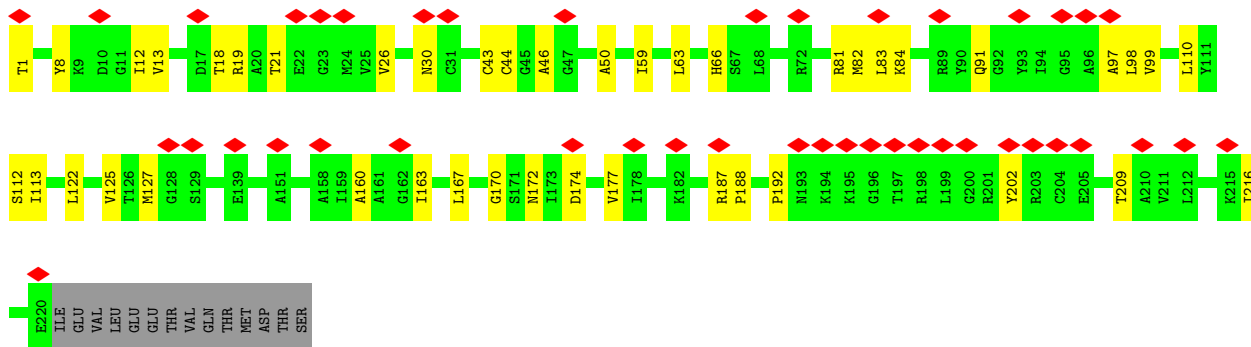 T1 Y8 K9 D10 G11 I12 V13 D17 T18 R19 A20 T21 E22 G23 M24 V25 V26 N30 C31 C43 C44 G45 A46 G47 A50 I59 L63 H66 S67 L68 R72 R81 M82 L83 K84 R89 Y90 Q91 G92 Y93 I94 G95 A96 A97 L98 V99 L110 Y111
S112 I113 L122 V125 T126 M127 G128 S129 E139 A151 A158 I159 A160 A161 G162 I163 L167 G170 S171 N172 I173 D174 V177 I178 K182 R187 P188 P192 N193 K194 K195 G196 T197 R198 L199 G200 R201 Y202 R203 C204 E205 T209 A210 V211 L212 K215
E220 ILE GLU VAL LEU GLU GLU THR VAL GLN THR MET ASP THR SER